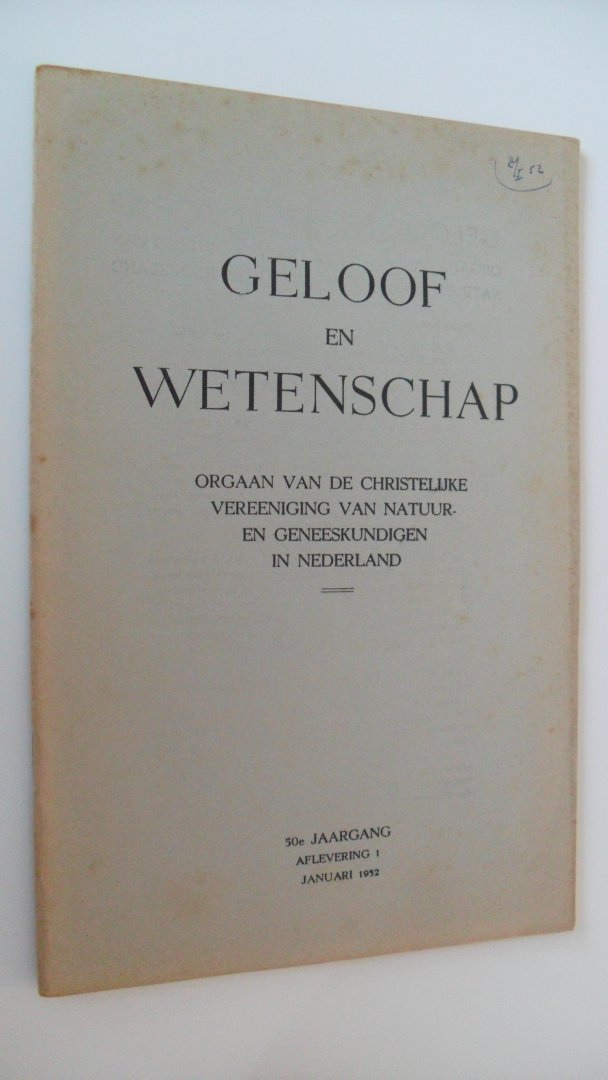 52
GELOOF
EN
WETENSCHAP
ORGAAN VAN DE CHRISTELIJKE
VEREENIGING VAN NATUUR-
EN GENEESKUNDIGEN
IN NEDERLAND
50e JAARGANG
AFLEVERING 1
JANUARI 1952